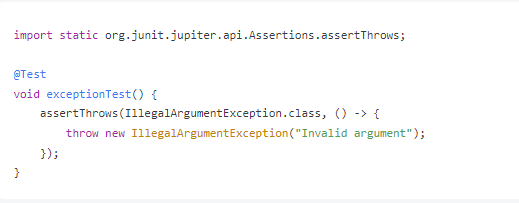 import static org.junit.jupiter.api.Assertions.assertThrows;
@Test
void exceptionTest() {
    assertThrows(IllegalArgumentException.class, () -> {
        throw new IllegalArgumentException("Invalid argument");
    });
}